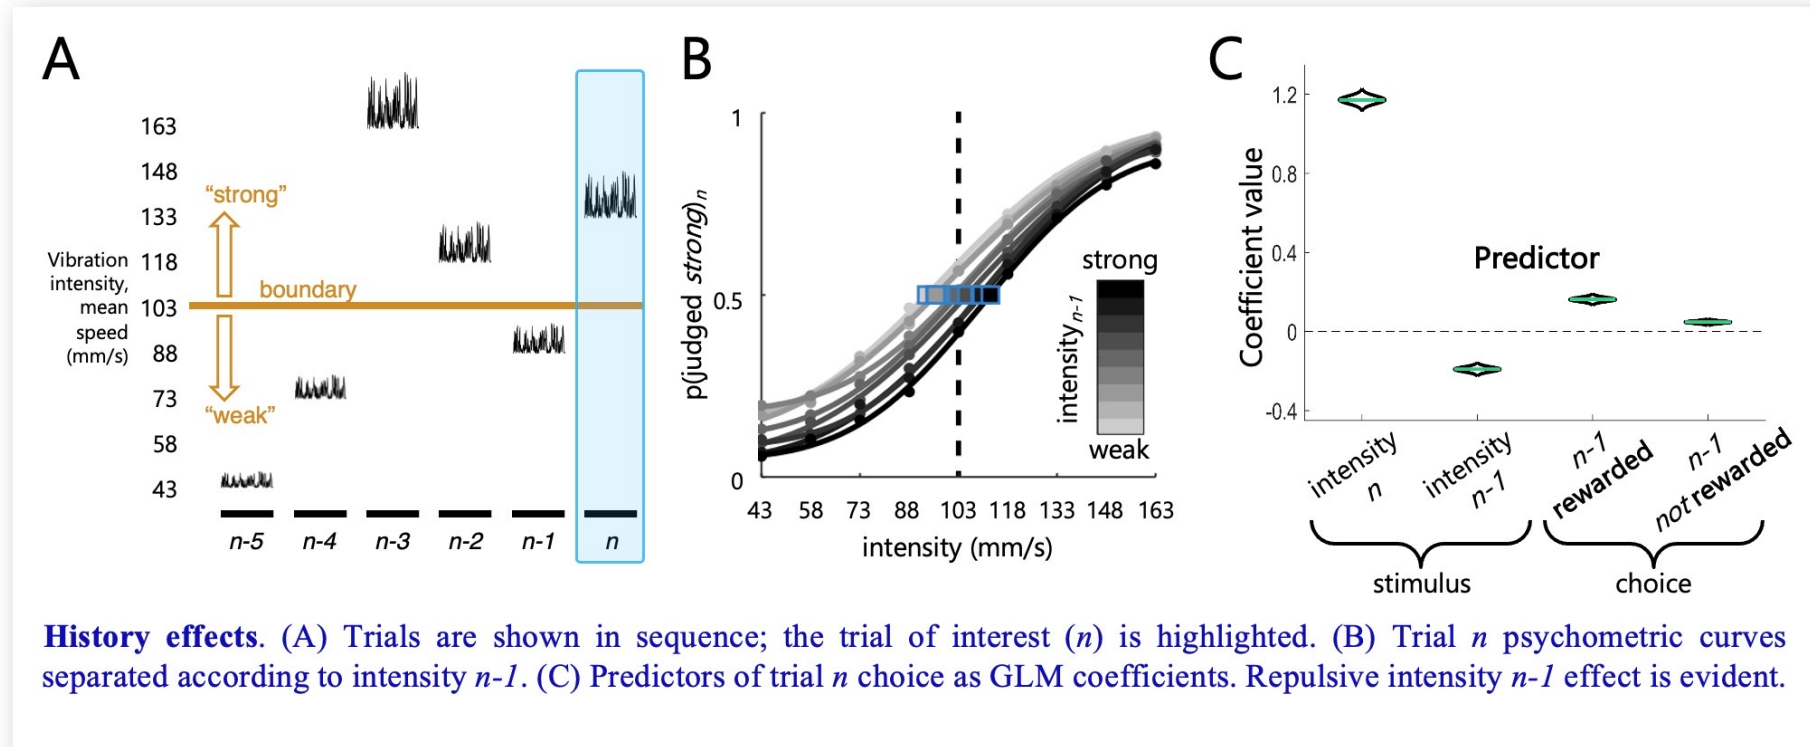 A
163
148
"strong"
133
Vibration
intensity,
mean
speed
(mm/s)
118
boundary
103
88
73
"weak"
58
43
n-5
n-4
n-3
n-2
n-1
n
B
1
p(judged strong)n
0.5
0
strong
intensityn-1
weak
43
58
73
88
103
118
133
148
163
intensity (mm/s)
C
1.2
0.8
0.4
0
-0.4
Coefficient value
Predictor
intensity
n
intensity
n-1
n-1
rewarded
n-1
not rewarded
stimulus
choice
History effects. (A) Trials are shown in sequence; the trial of interest (n) is highlighted. (B) Trial n psychometric curves
separated according to intensity n-1. (C) Predictors of trial n choice as GLM coefficients. Repulsive intensity n-1 effect is evident.